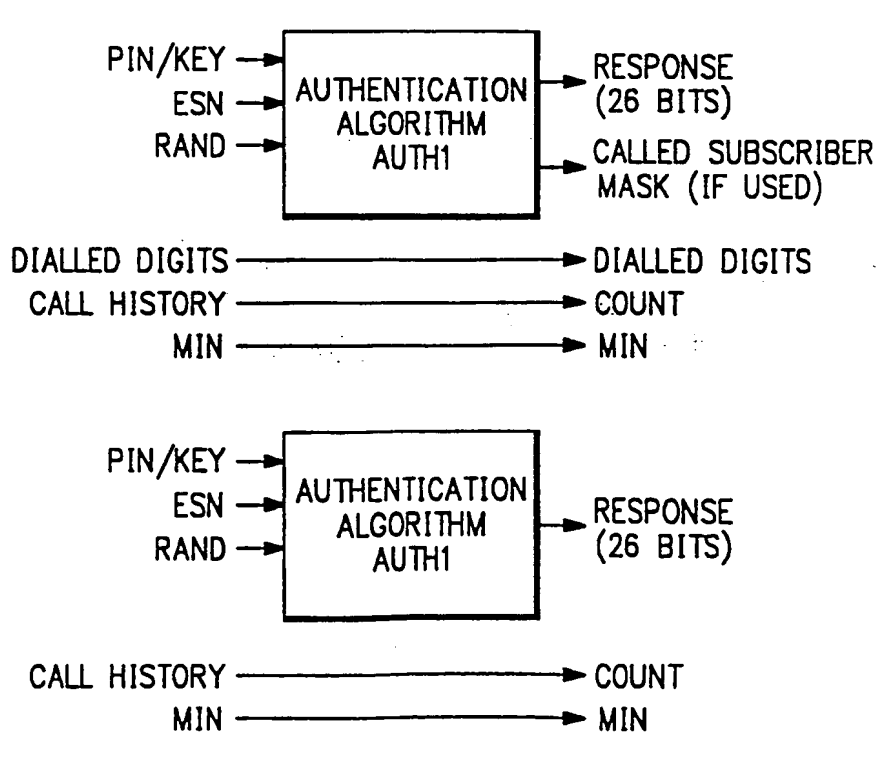 PIN/KEY
ESN
RAND
AUTHENTICATION
ALGORITHM
AUTH1
RESPONSE
(26 BITS)
CALLED SUBSCRIBER
MASK (IF USED)
DIALLED DIGITS
DIALLED DIGITS
CALL HISTORY
COUNT
MIN
MIN
PIN/KEY
ESN
RAND
AUTHENTICATION
ALGORITHM
AUTH1
RESPONSE
(26 BITS)
CALL HISTORY
COUNT
MIN
MIN